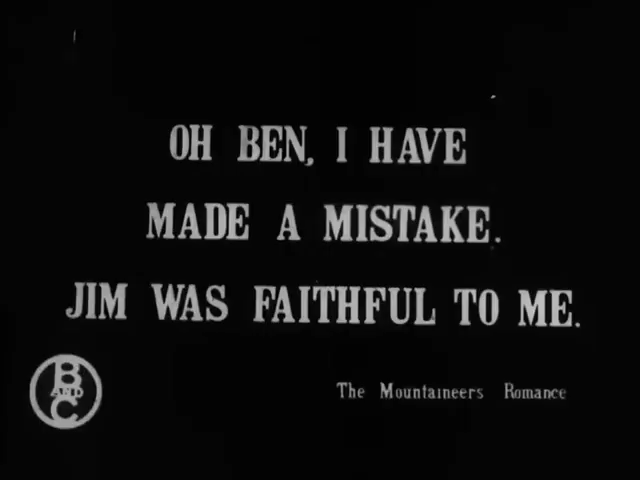 OH BEN, I HAVE
MADE A MISTAKE.
JIM WAS FAITHFUL TO ME.
B
AND
C
The Mountaineers Romance